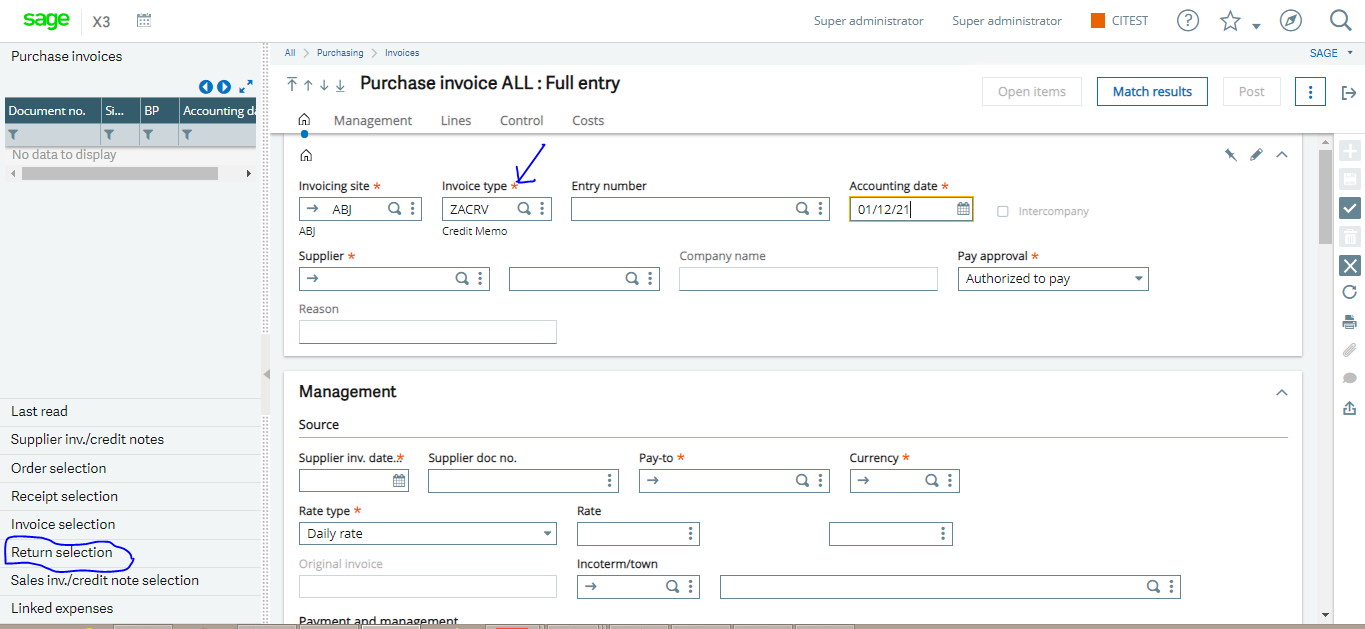 sage X3 Super administrator Super administrator CITEST
Purchase invoices
All Purchasing Invoices SAGE
Purchase invoice ALL : Full entry
Open items Match results Post
Document no. Si... BP Accounting da
No data to display
Management Lines Control Costs
Invoicing site * Invoice type * Entry number Accounting date *
ABJ ZACRV 01/12/21 Intercompany
ABJ Credit Memo
Supplier * Company name Pay approval *
Authorized to pay
Reason
Management
Source
Supplier inv. date..* Supplier doc no. Pay-to * Currency *
Rate type * Rate
Daily rate
Original invoice Incoterm/town
Payment and management
Last read
Supplier inv./credit notes
Order selection
Receipt selection
Invoice selection
Return selection
Sales inv./credit note selection
Linked expenses